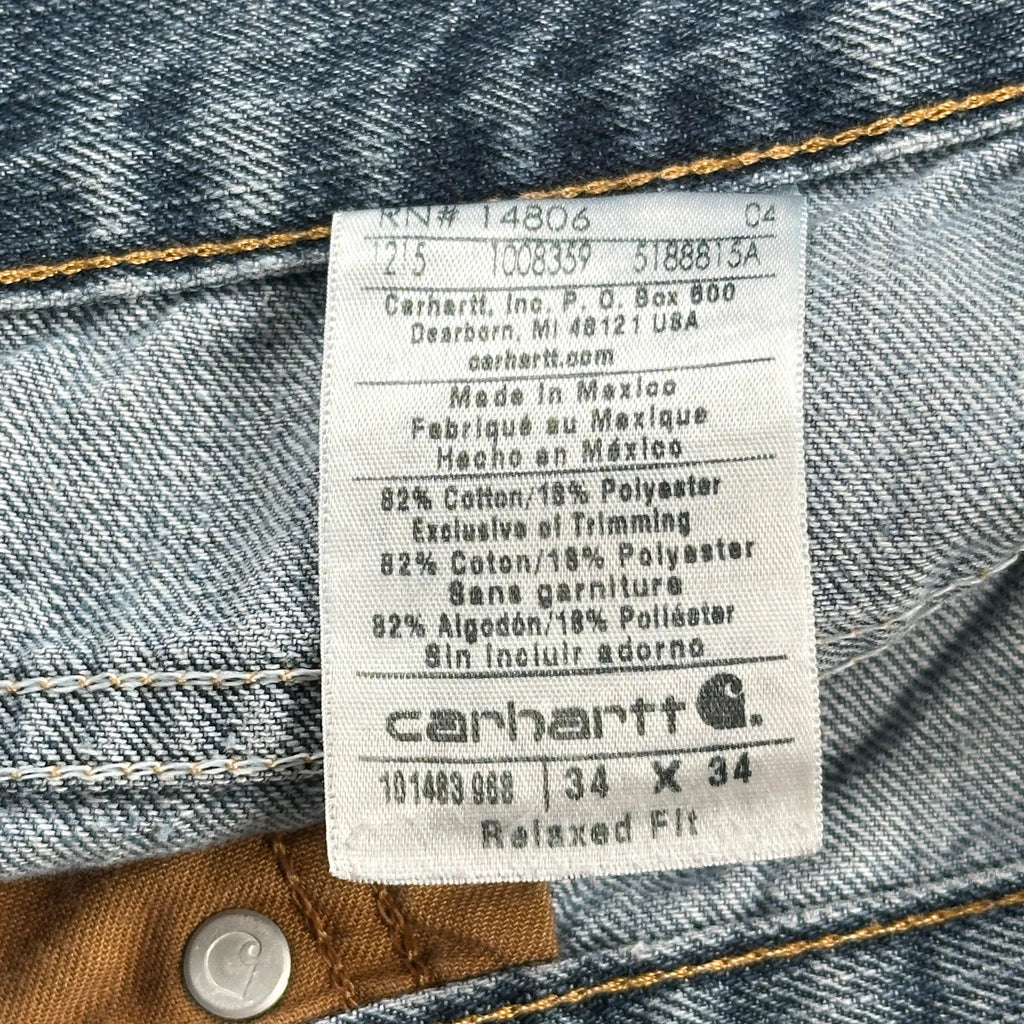 RN# 14806 04
1215 1008359 5188815A
Carhartt, Inc. P. O. Box 600
Dearborn, MI 48121 USA
carhartt.com
Made In Mexico
Fabriqué au Mexique
Hecho en México
82% Cotton/18% Polyester
Exclusive of Trimming
82% Coton/18% Polyester
Sans garniture
82% Algodón/18% Poliéster
Sin incluir adorno
carhartt
101483 968 34 X 34
Relaxed Fit